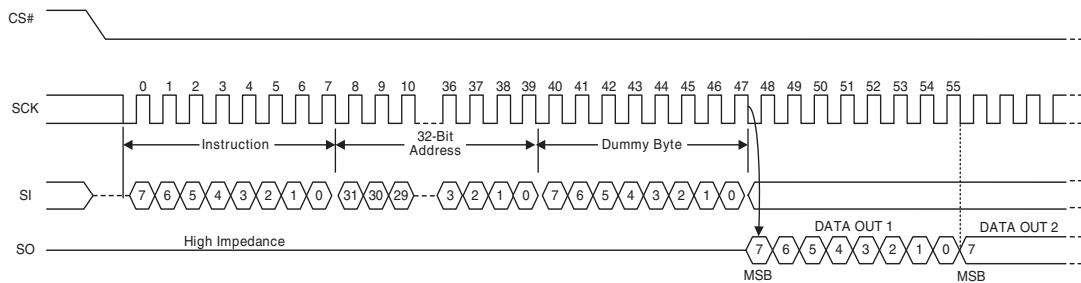 CS#
0 1 2 3 4 5 6 7 8 9 10 36 37 38 39 40 41 42 43 44 45 46 47 48 49 50 51 52 53 54 55
SCK
Instruction
32-Bit
Address
Dummy Byte
SI
7 6 5 4 3 2 1 0 31 30 29 3 2 1 0 7 6 5 4 3 2 1 0
DATA OUT 1
DATA OUT 2
High Impedance
SO
7 6 5 4 3 2 1 0 7
MSB
MSB